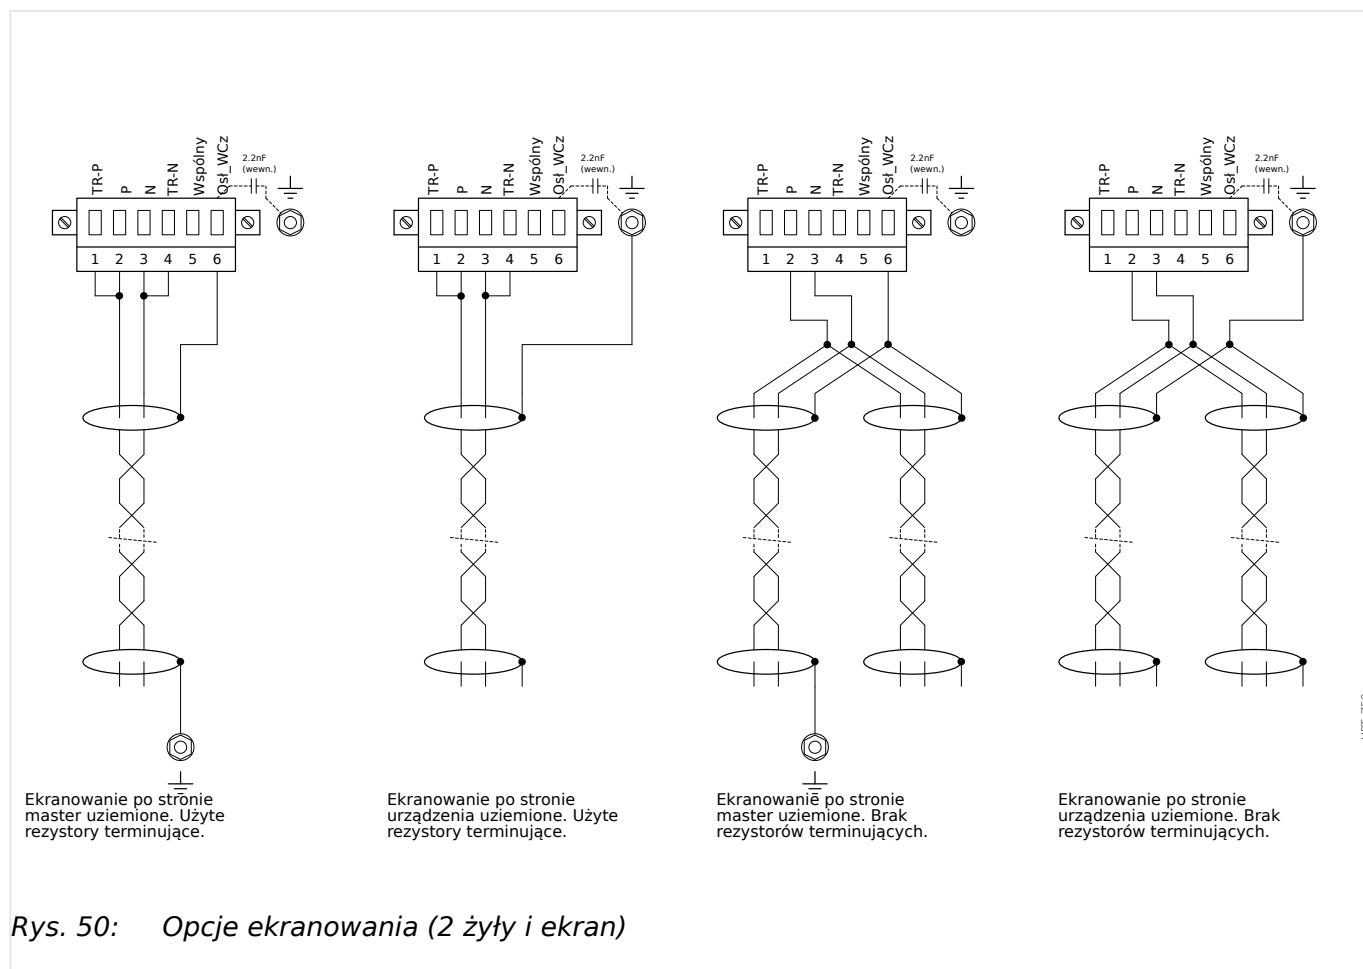 TR-P P N TR-N Wspólny Osł_WCz
2.2nF
(wewn.)
1 2 3 4 5 6
TR-P P N TR-N Wspólny Osł_WCz
2.2nF
(wewn.)
1 2 3 4 5 6
TR-P P N TR-N Wspólny Osł_WCz
2.2nF
(wewn.)
1 2 3 4 5 6
TR-P P N TR-N Wspólny Osł_WCz
2.2nF
(wewn.)
1 2 3 4 5 6
Ekranowanie po stronie
master uziemione. Użyte
rezystory terminujące.
Ekranowanie po stronie
urządzenia uziemione. Użyte
rezystory terminujące.
Ekranowanie po stronie
master uziemione. Brak
rezystorów terminujących.
Ekranowanie po stronie
urządzenia uziemione. Brak
rezystorów terminujących.
Rys. 50: Opcje ekranowania (2 żyły i ekran)